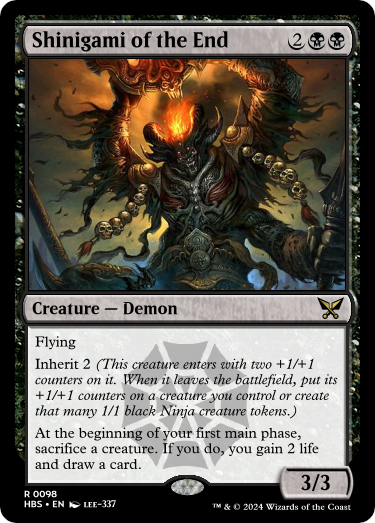 Shinigami of the End 2
Creature — Demon
Flying
Inherit 2 (This creature enters with two +1/+1
counters on it. When it leaves the battlefield, put its
+1/+1 counters on a creature you control or create
that many 1/1 black Ninja creature tokens.)
At the beginning of your first main phase,
sacrifice a creature. If you do, you gain 2 life
and draw a card.
3/3
R 0098
HBS • EN LEE-337
™ & © 2024 Wizards of the Coast